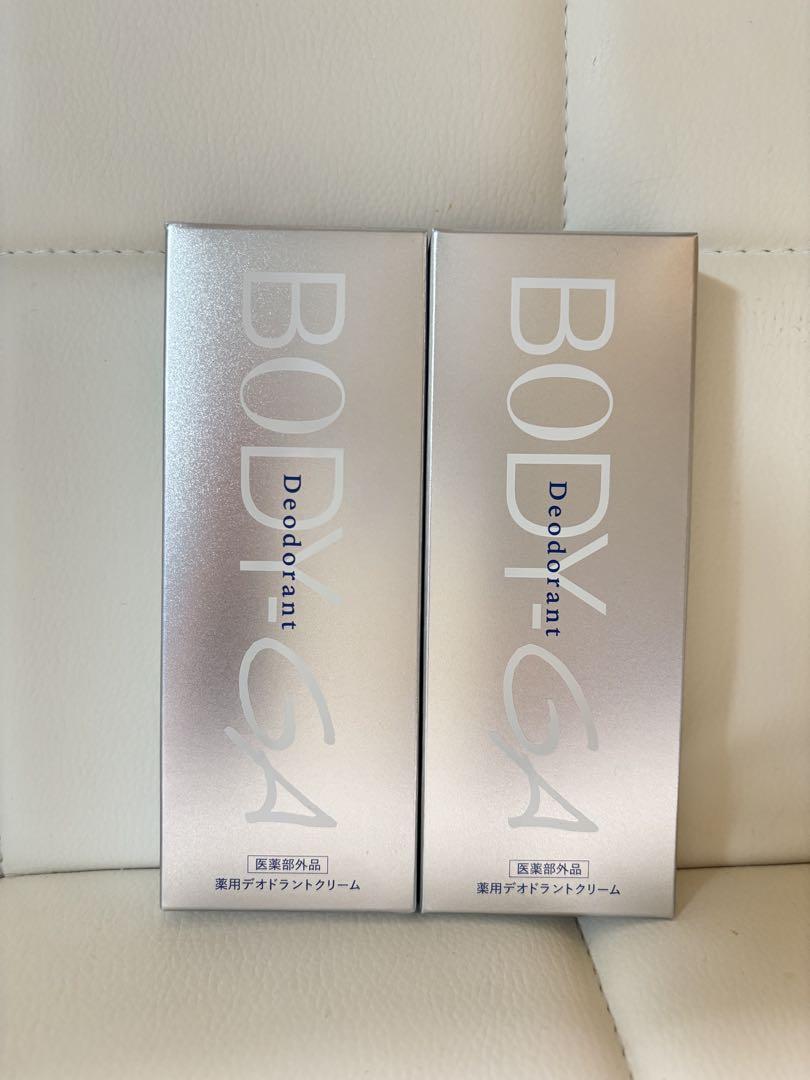 BODY-GA
Deodorant
医薬部外品
薬用デオドラントクリーム
BODY-GA
Deodorant
医薬部外品
薬用デオドラントクリーム